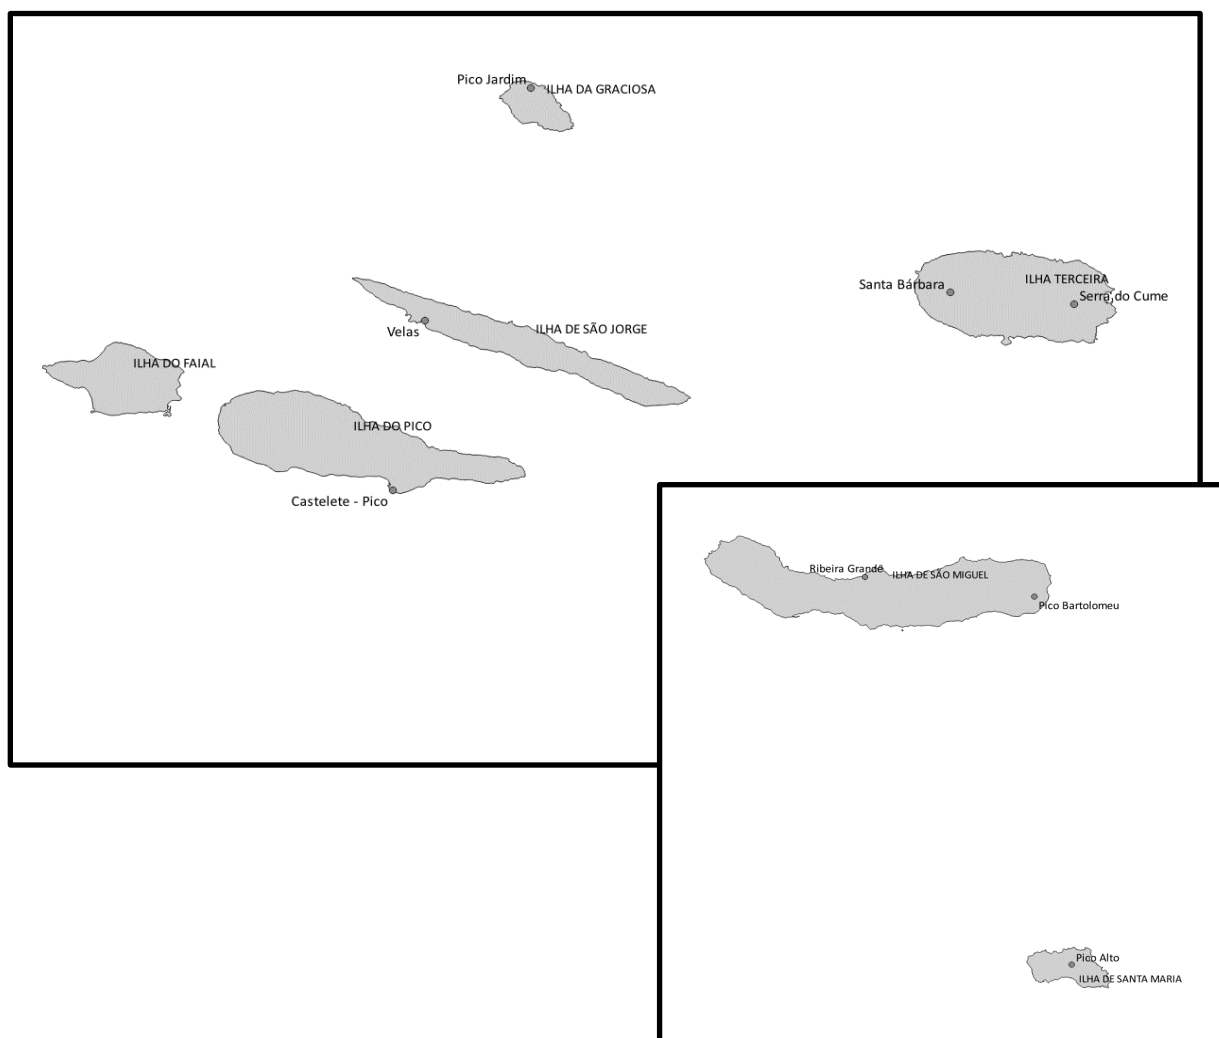 Pico Jardim
ILHA DA GRACIOSA
ILHA TERCEIRA
Santa Bárbara
Serra do Cume
Velas
ILHA DE SÃO JORGE
ILHA DO FAIAL
ILHA DO PICO
Castelete - Pico
Ribeira Grande
ILHA DE SÃO MIGUEL
Pico Bartolomeu
Pico Alto
ILHA DE SANTA MARIA